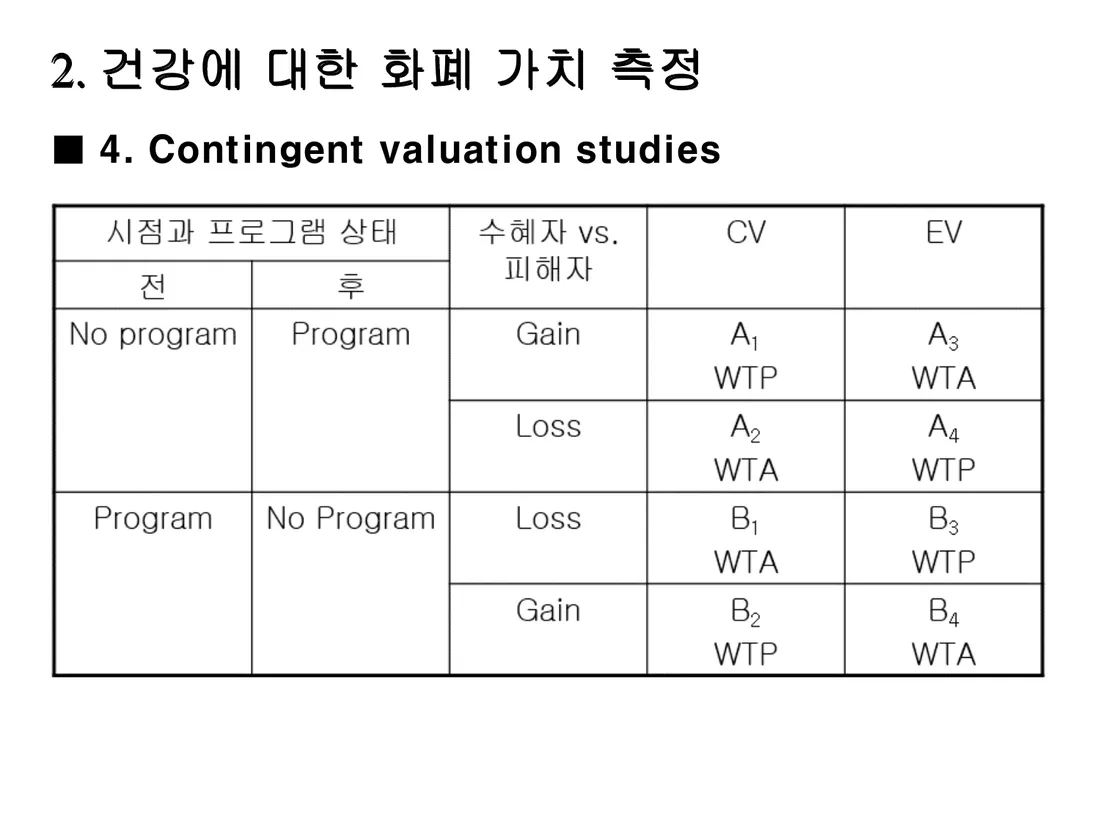 2. 건강에 대한 화폐 가치 측정
■ 4. Contingent valuation studies
시점과 프로그램 상태
수혜자 vs.
피해자
CV
EV
전
후
No program
Program
Gain
A₁
WTP
A₃
WTA
Loss
A₂
WTA
A₄
WTP
Program
No Program
Loss
B₁
WTA
B₃
WTP
Gain
B₂
WTP
B₄
WTA